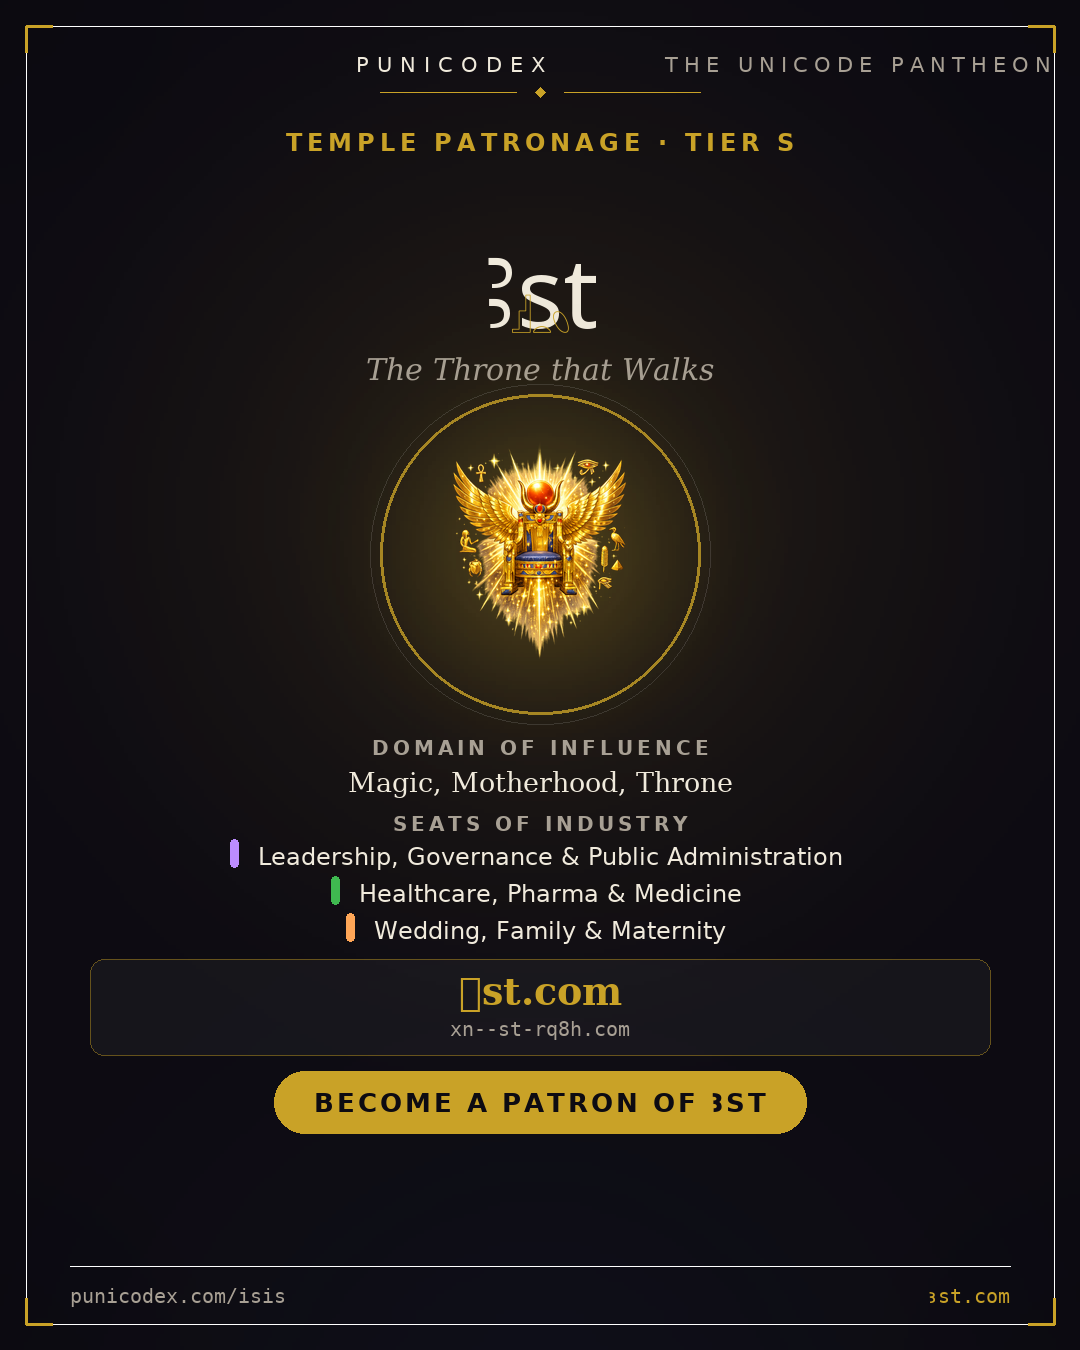 PUNICODEX THE UNICODE PANTHEON
TEMPLE PATRONAGE · TIER S
Ꜣst
The Throne that Walks
DOMAIN OF INFLUENCE
Magic, Motherhood, Throne
SEATS OF INDUSTRY
Leadership, Governance & Public Administration
Healthcare, Pharma & Medicine
Wedding, Family & Maternity
▯st.com
xn--st-rq8h.com
BECOME A PATRON OF ꜣST
punicodex.com/isis
ꜣst.com